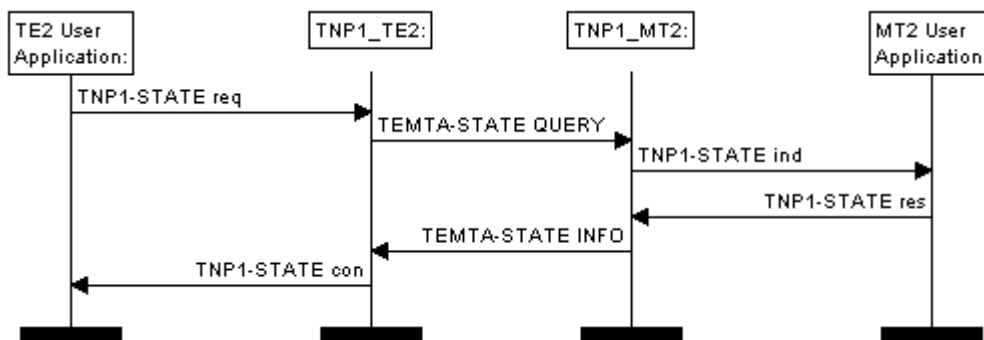 TE2 User
Application:
TNP1_TE2:
TNP1_MT2:
MT2 User
Application
TNP1-STATE req
TEMTA-STATE QUERY
TNP1-STATE ind
TNP1-STATE res
TEMTA-STATE INFO
TNP1-STATE con